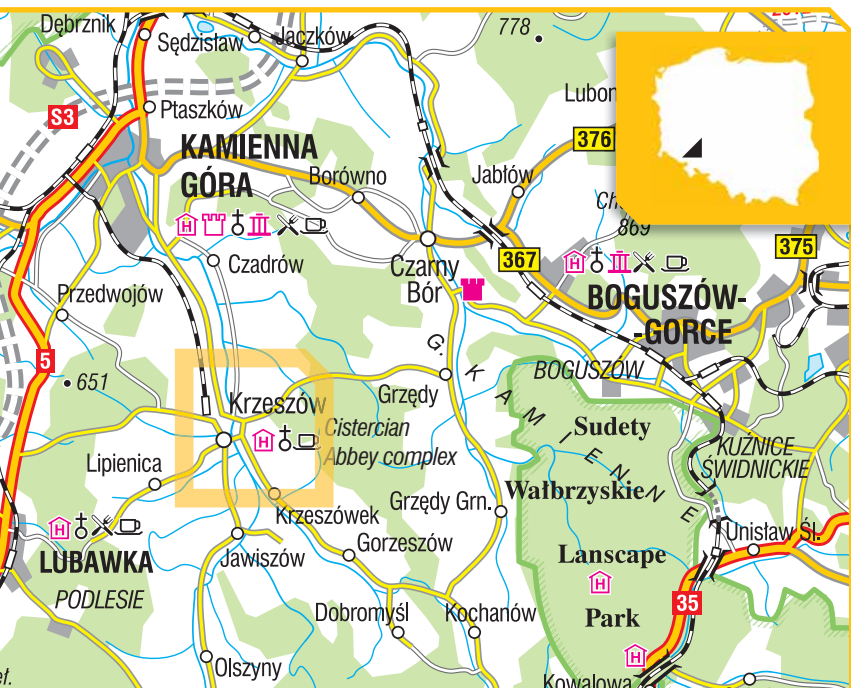 Dębrznik
Sędzisław
Jaczków
778
S3
Ptaszków
376
KAMIENNA
GÓRA
Borówno
Jabłów
869
H
Czadrów
Czarny
Bór
367
375
H
BOGUSZÓW-
-GORCE
Przedwojów
5
651
G. KAMIENNE
BOGUSZÓW
Grzędy
Krzeszów
H
Cistercian
Abbey complex
Sudety
Wałbrzyskie
Lanscape
Park
KUŹNICE
ŚWIDNICKIE
Lipienica
Grzędy Grn.
Krzeszówek
H
LUBAWKA
PODLESIE
Jawiszów
Gorzeszów
Unisław Śl.
H
35
Dobromyśl
Kochanów
H
Olszyny
Kowalowa